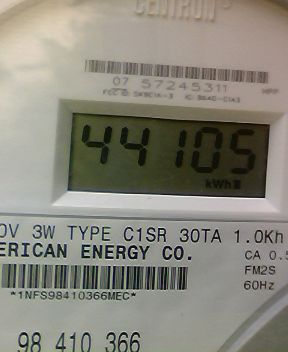 CENTRON
07 57245311
44105
kWh
0V 3W TYPE C1SR 30TA 1.0Kh
ERICAN ENERGY CO.
CA 0.5
FM2S
60Hz
*1NFS98410366MEC*
98 410 366